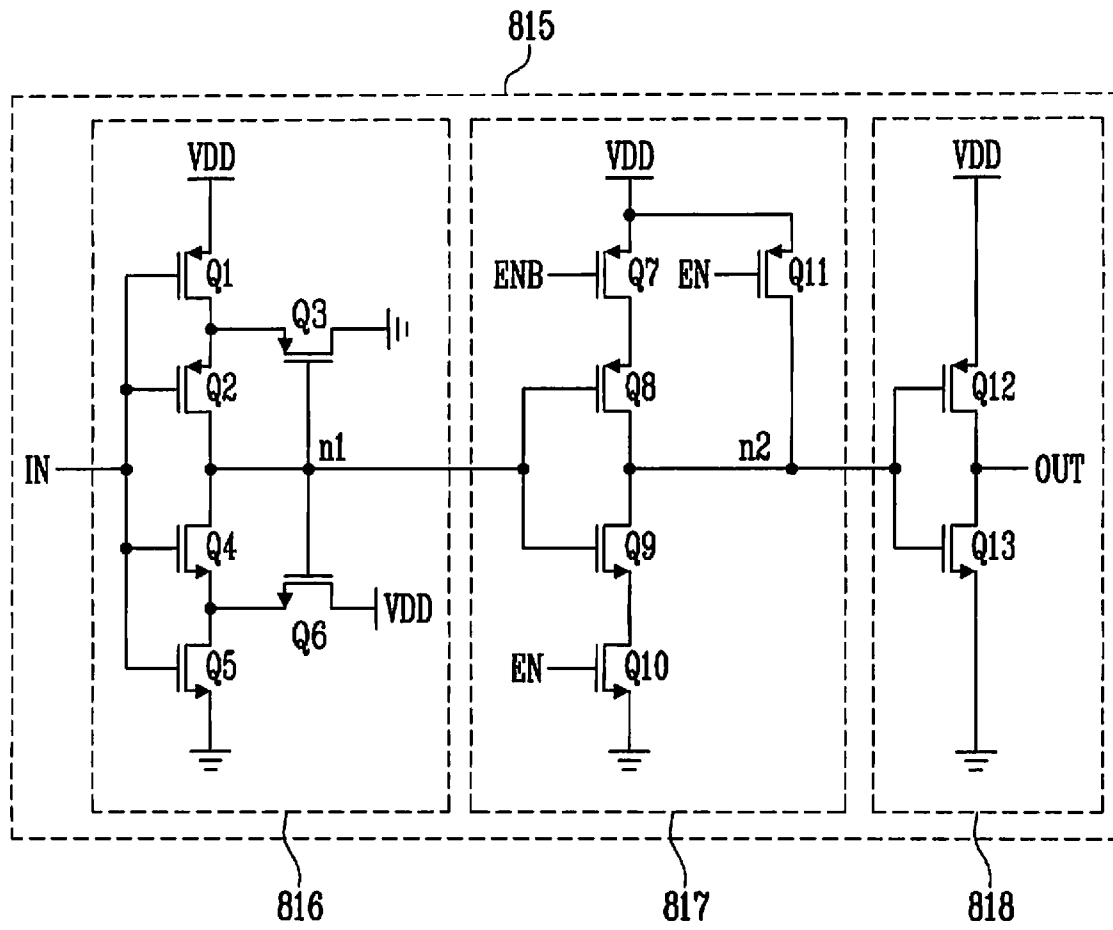 815
VDD
VDD
VDD
Q1
ENB
Q7
EN
Q11
Q3
Q2
Q8
Q12
IN
n1
n2
OUT
Q4
Q9
Q13
VDD
Q6
Q5
EN
Q10
816
817
818